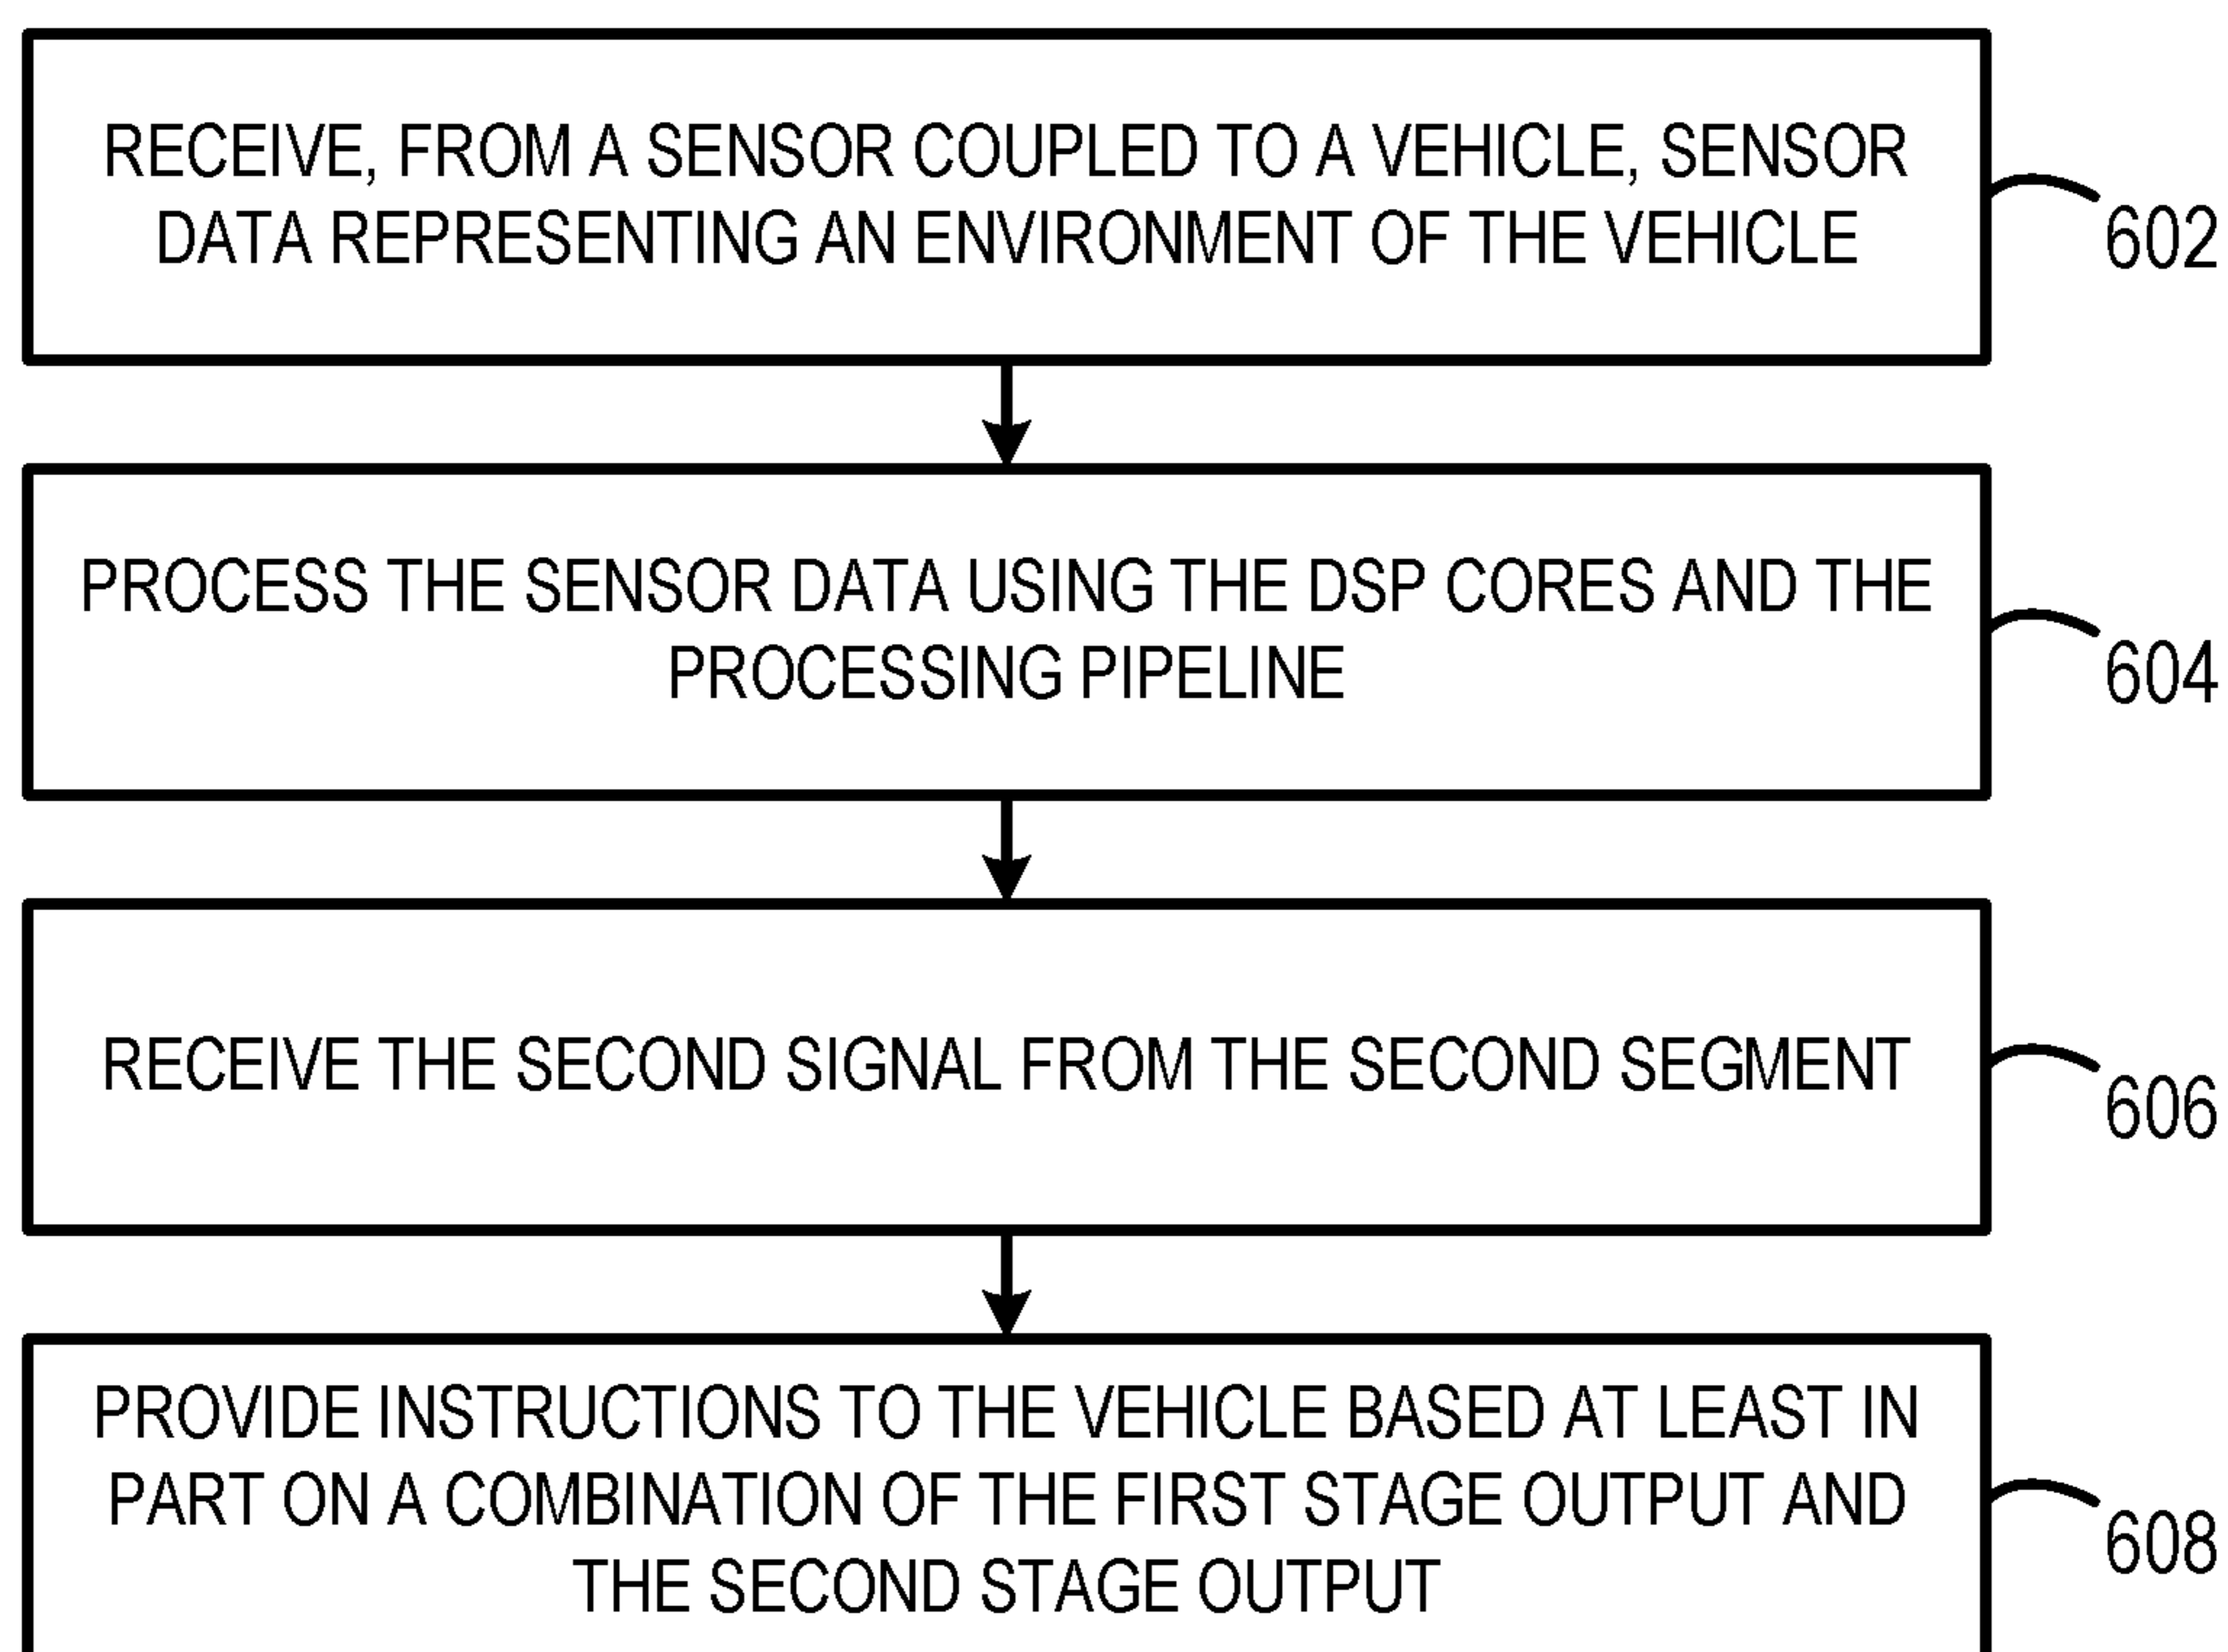 RECEIVE, FROM A SENSOR COUPLED TO A VEHICLE, SENSOR
DATA REPRESENTING AN ENVIRONMENT OF THE VEHICLE
602
PROCESS THE SENSOR DATA USING THE DSP CORES AND THE
PROCESSING PIPELINE
604
RECEIVE THE SECOND SIGNAL FROM THE SECOND SEGMENT
606
PROVIDE INSTRUCTIONS TO THE VEHICLE BASED AT LEAST IN
PART ON A COMBINATION OF THE FIRST STAGE OUTPUT AND
THE SECOND STAGE OUTPUT
608